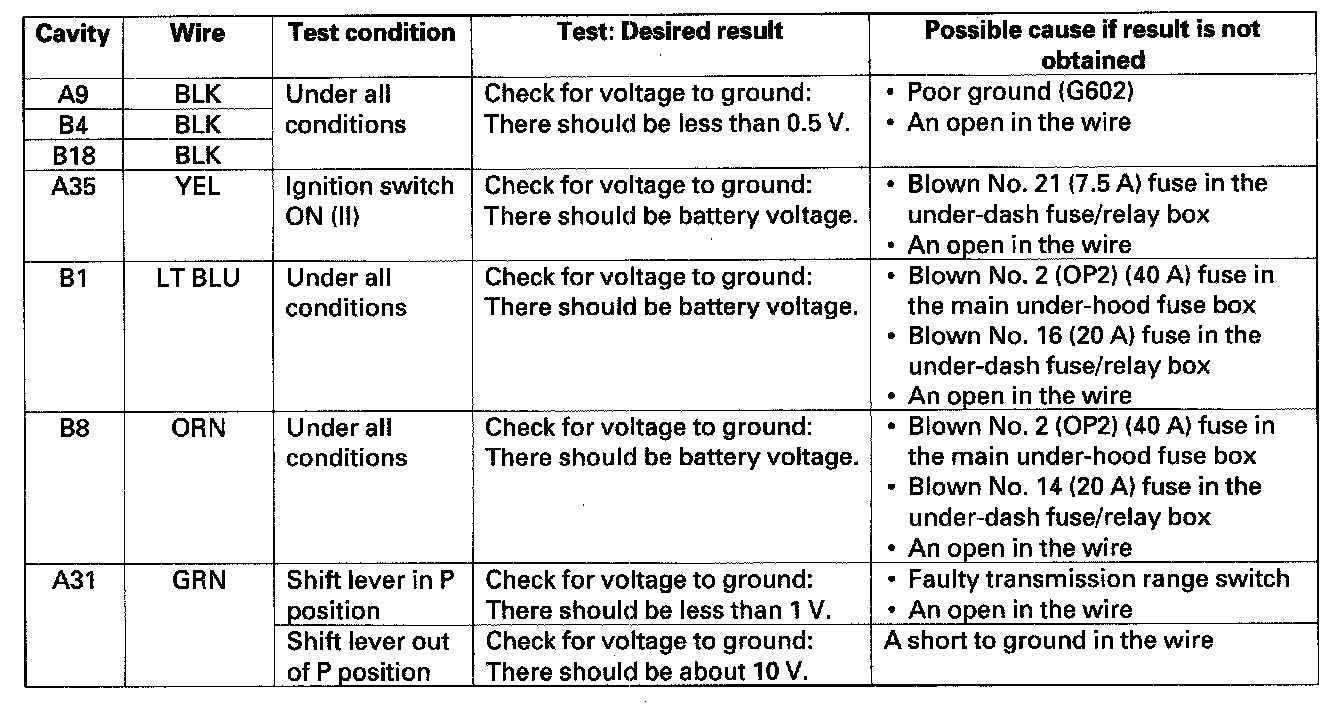 Cavity Wire Test condition Test: Desired result Possible cause if result is not
obtained
A9 BLK Under all Check for voltage to ground: • Poor ground (G602)
B4 BLK conditions There should be less than 0.5 V. • An open in the wire
B18 BLK
A35 YEL Ignition switch Check for voltage to ground: • Blown No. 21 (7.5 A) fuse in the
ON (II) There should be battery voltage. under-dash fuse/relay box
• An open in the wire
B1 LT BLU Under all Check for voltage to ground: • Blown No. 2 (OP2) (40 A) fuse in
conditions There should be battery voltage. the main under-hood fuse box
• Blown No. 16 (20 A) fuse in the
under-dash fuse/relay box
• An open in the wire
B8 ORN Under all Check for voltage to ground: • Blown No. 2 (OP2) (40 A) fuse in
conditions There should be battery voltage. the main under-hood fuse box
• Blown No. 14 (20 A) fuse in the
under-dash fuse/relay box
• An open in the wire
A31 GRN Shift lever in P Check for voltage to ground: • Faulty transmission range switch
position There should be less than 1 V. • An open in the wire
Shift lever out Check for voltage to ground: A short to ground in the wire
of P position There should be about 10 V.